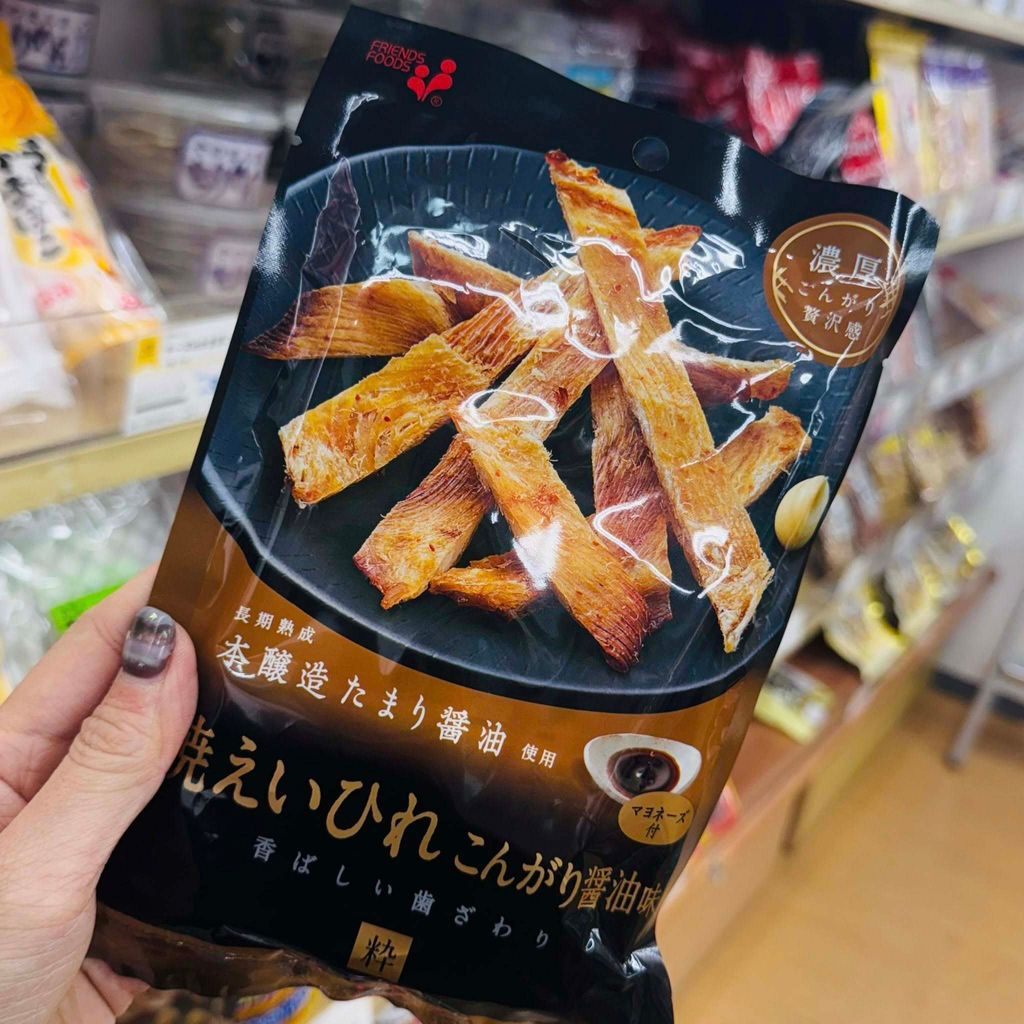 FRIENDS
FOODS
濃厚
こんがり
贅沢感
長期熟成
本醸造たまり醤油 使用
マヨネーズ
付
焼えいひれ こんがり醤油味
香ばしい歯ざわり
粋